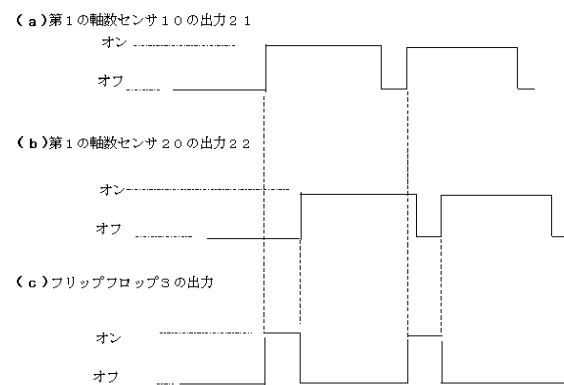 (a)第1の軸数センサ10の出力21
オン
オフ
(b)第1の軸数センサ20の出力22
オン
オフ
(c)フリップフロップ3の出力
オン
オフ